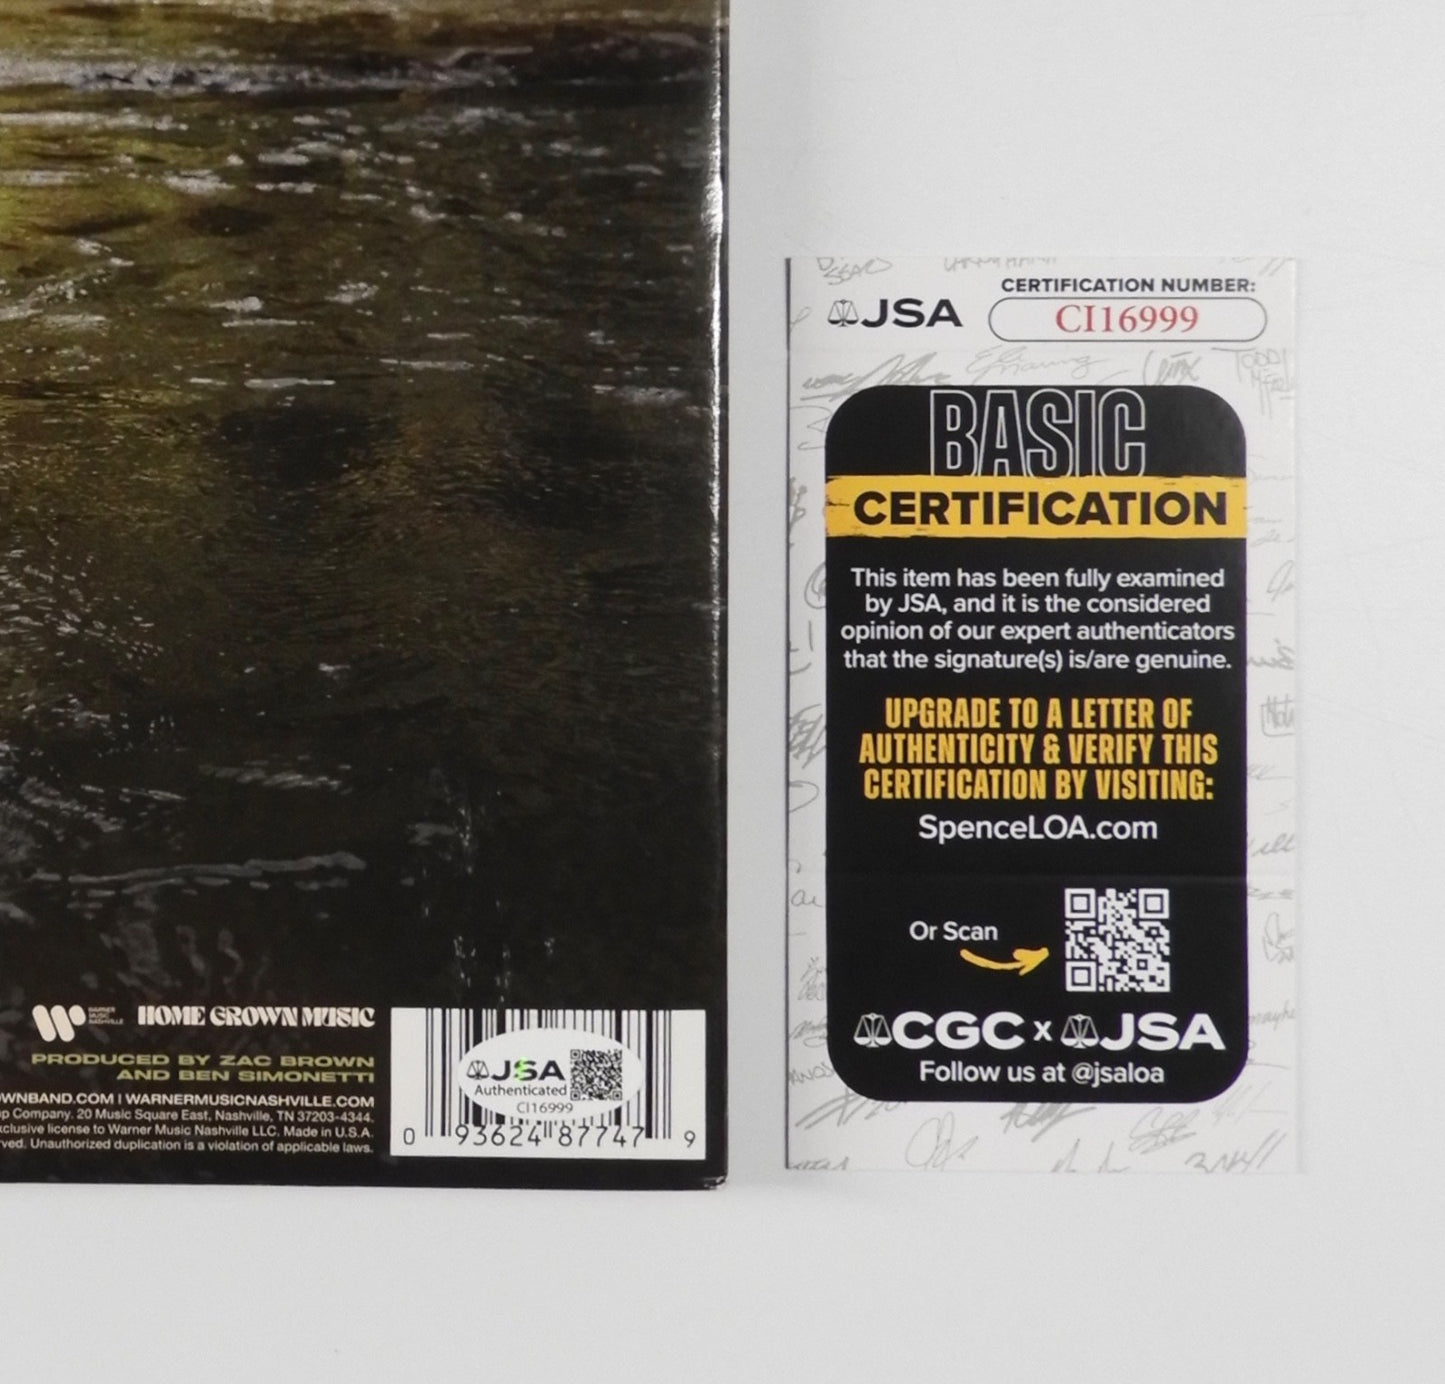 WARNER
MUSIC
NASHVILLE
HOME GROWN MUSIC
PRODUCED BY ZAC BROWN
AND BEN SIMONETTI
OWNBAND.COM | WARNERMUSICNASHVILLE.COM
up Company. 20 Music Square East, Nashville, TN 37203-4344.
xclusive license to Warner Music Nashville LLC. Made in U.S.A.
ved. Unauthorized duplication is a violation of applicable laws.
JSA
Authenticated
CI16999
0 93624 87747 9
JSA
CERTIFICATION NUMBER:
CI16999
BASIC
CERTIFICATION
This item has been fully examined
by JSA, and it is the considered
opinion of our expert authenticators
that the signature(s) is/are genuine.
UPGRADE TO A LETTER OF
AUTHENTICITY & VERIFY THIS
CERTIFICATION BY VISITING:
SpenceLOA.com
Or Scan
CGC x JSA
Follow us at @jsaloa